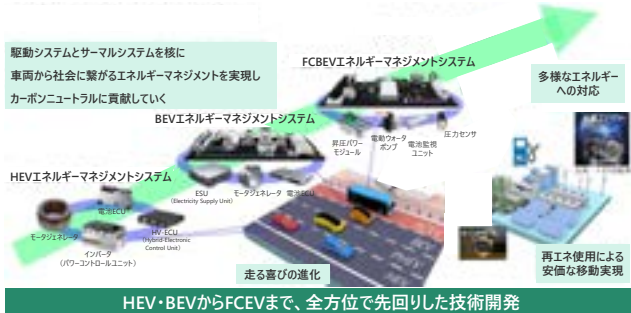 駆動システムとサーマルシステムを核に
車両から社会に繋がるエネルギーマネジメントを実現し
カーボンニュートラルに貢献していく
FCBEVエネルギーマネジメントシステム
多様なエネルギー
への対応
昇圧パワー
モジュール
電動ウォータ
ポンプ
電池監視
ユニット
圧力センサ
BEVエネルギーマネジメントシステム
ESU
(Electricity Supply Unit)
モータジェネレータ
電池ECU
HEVエネルギーマネジメントシステム
電池ECU
モータジェネレータ
インバータ
(パワーコントロールユニット)
HV-ECU
(Hybrid-Electronic
Control Unit)
走る喜びの進化
再エネ使用による
安価な移動実現
HEV・BEVからFCEVまで、全方位で先回りした技術開発